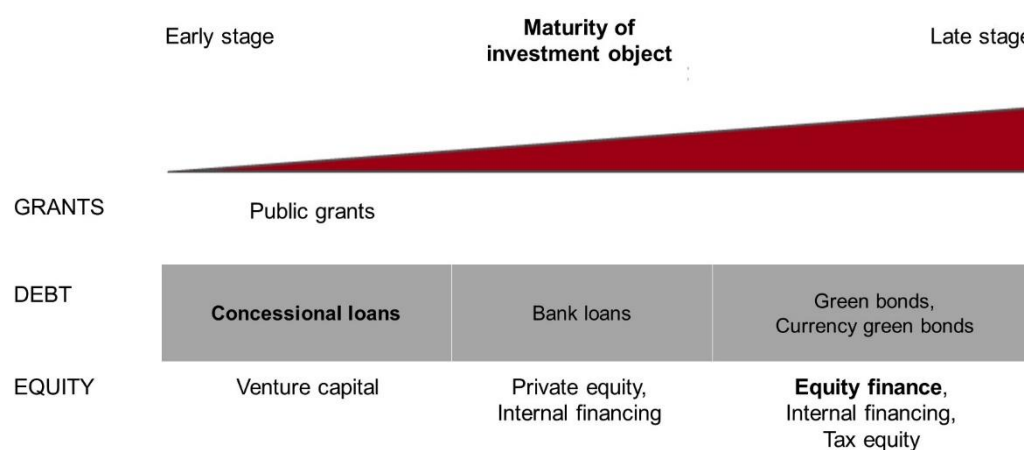 Early stage
Maturity of
investment object
Late stage
GRANTS
Public grants
DEBT
Concessional loans
Bank loans
Green bonds,
Currency green bonds
EQUITY
Venture capital
Private equity,
Internal financing
Equity finance,
Internal financing,
Tax equity